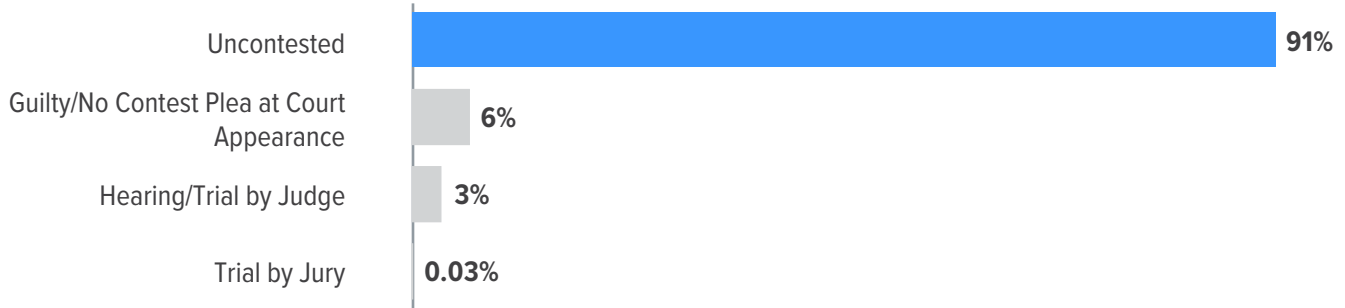 Uncontested
91%
Guilty/No Contest Plea at Court
Appearance
6%
Hearing/Trial by Judge
3%
Trial by Jury
0.03%